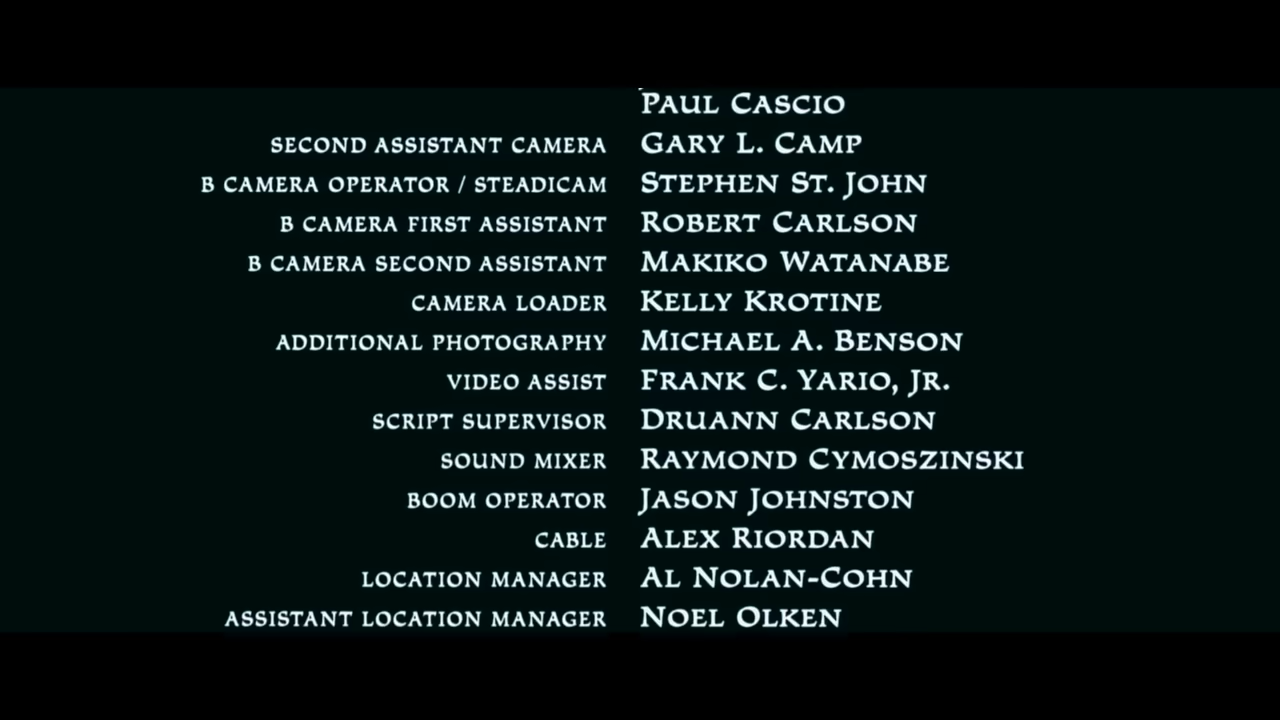 PAUL CASCIO
SECOND ASSISTANT CAMERA GARY L. CAMP
B CAMERA OPERATOR / STEADICAM STEPHEN ST. JOHN
B CAMERA FIRST ASSISTANT ROBERT CARLSON
B CAMERA SECOND ASSISTANT MAKIKO WATANABE
CAMERA LOADER KELLY KROTINE
ADDITIONAL PHOTOGRAPHY MICHAEL A. BENSON
VIDEO ASSIST FRANK C. YARIO, JR.
SCRIPT SUPERVISOR DRUANN CARLSON
SOUND MIXER RAYMOND CYMOSZINSKI
BOOM OPERATOR JASON JOHNSTON
CABLE ALEX RIORDAN
LOCATION MANAGER AL NOLAN-COHN
ASSISTANT LOCATION MANAGER NOEL OLKEN